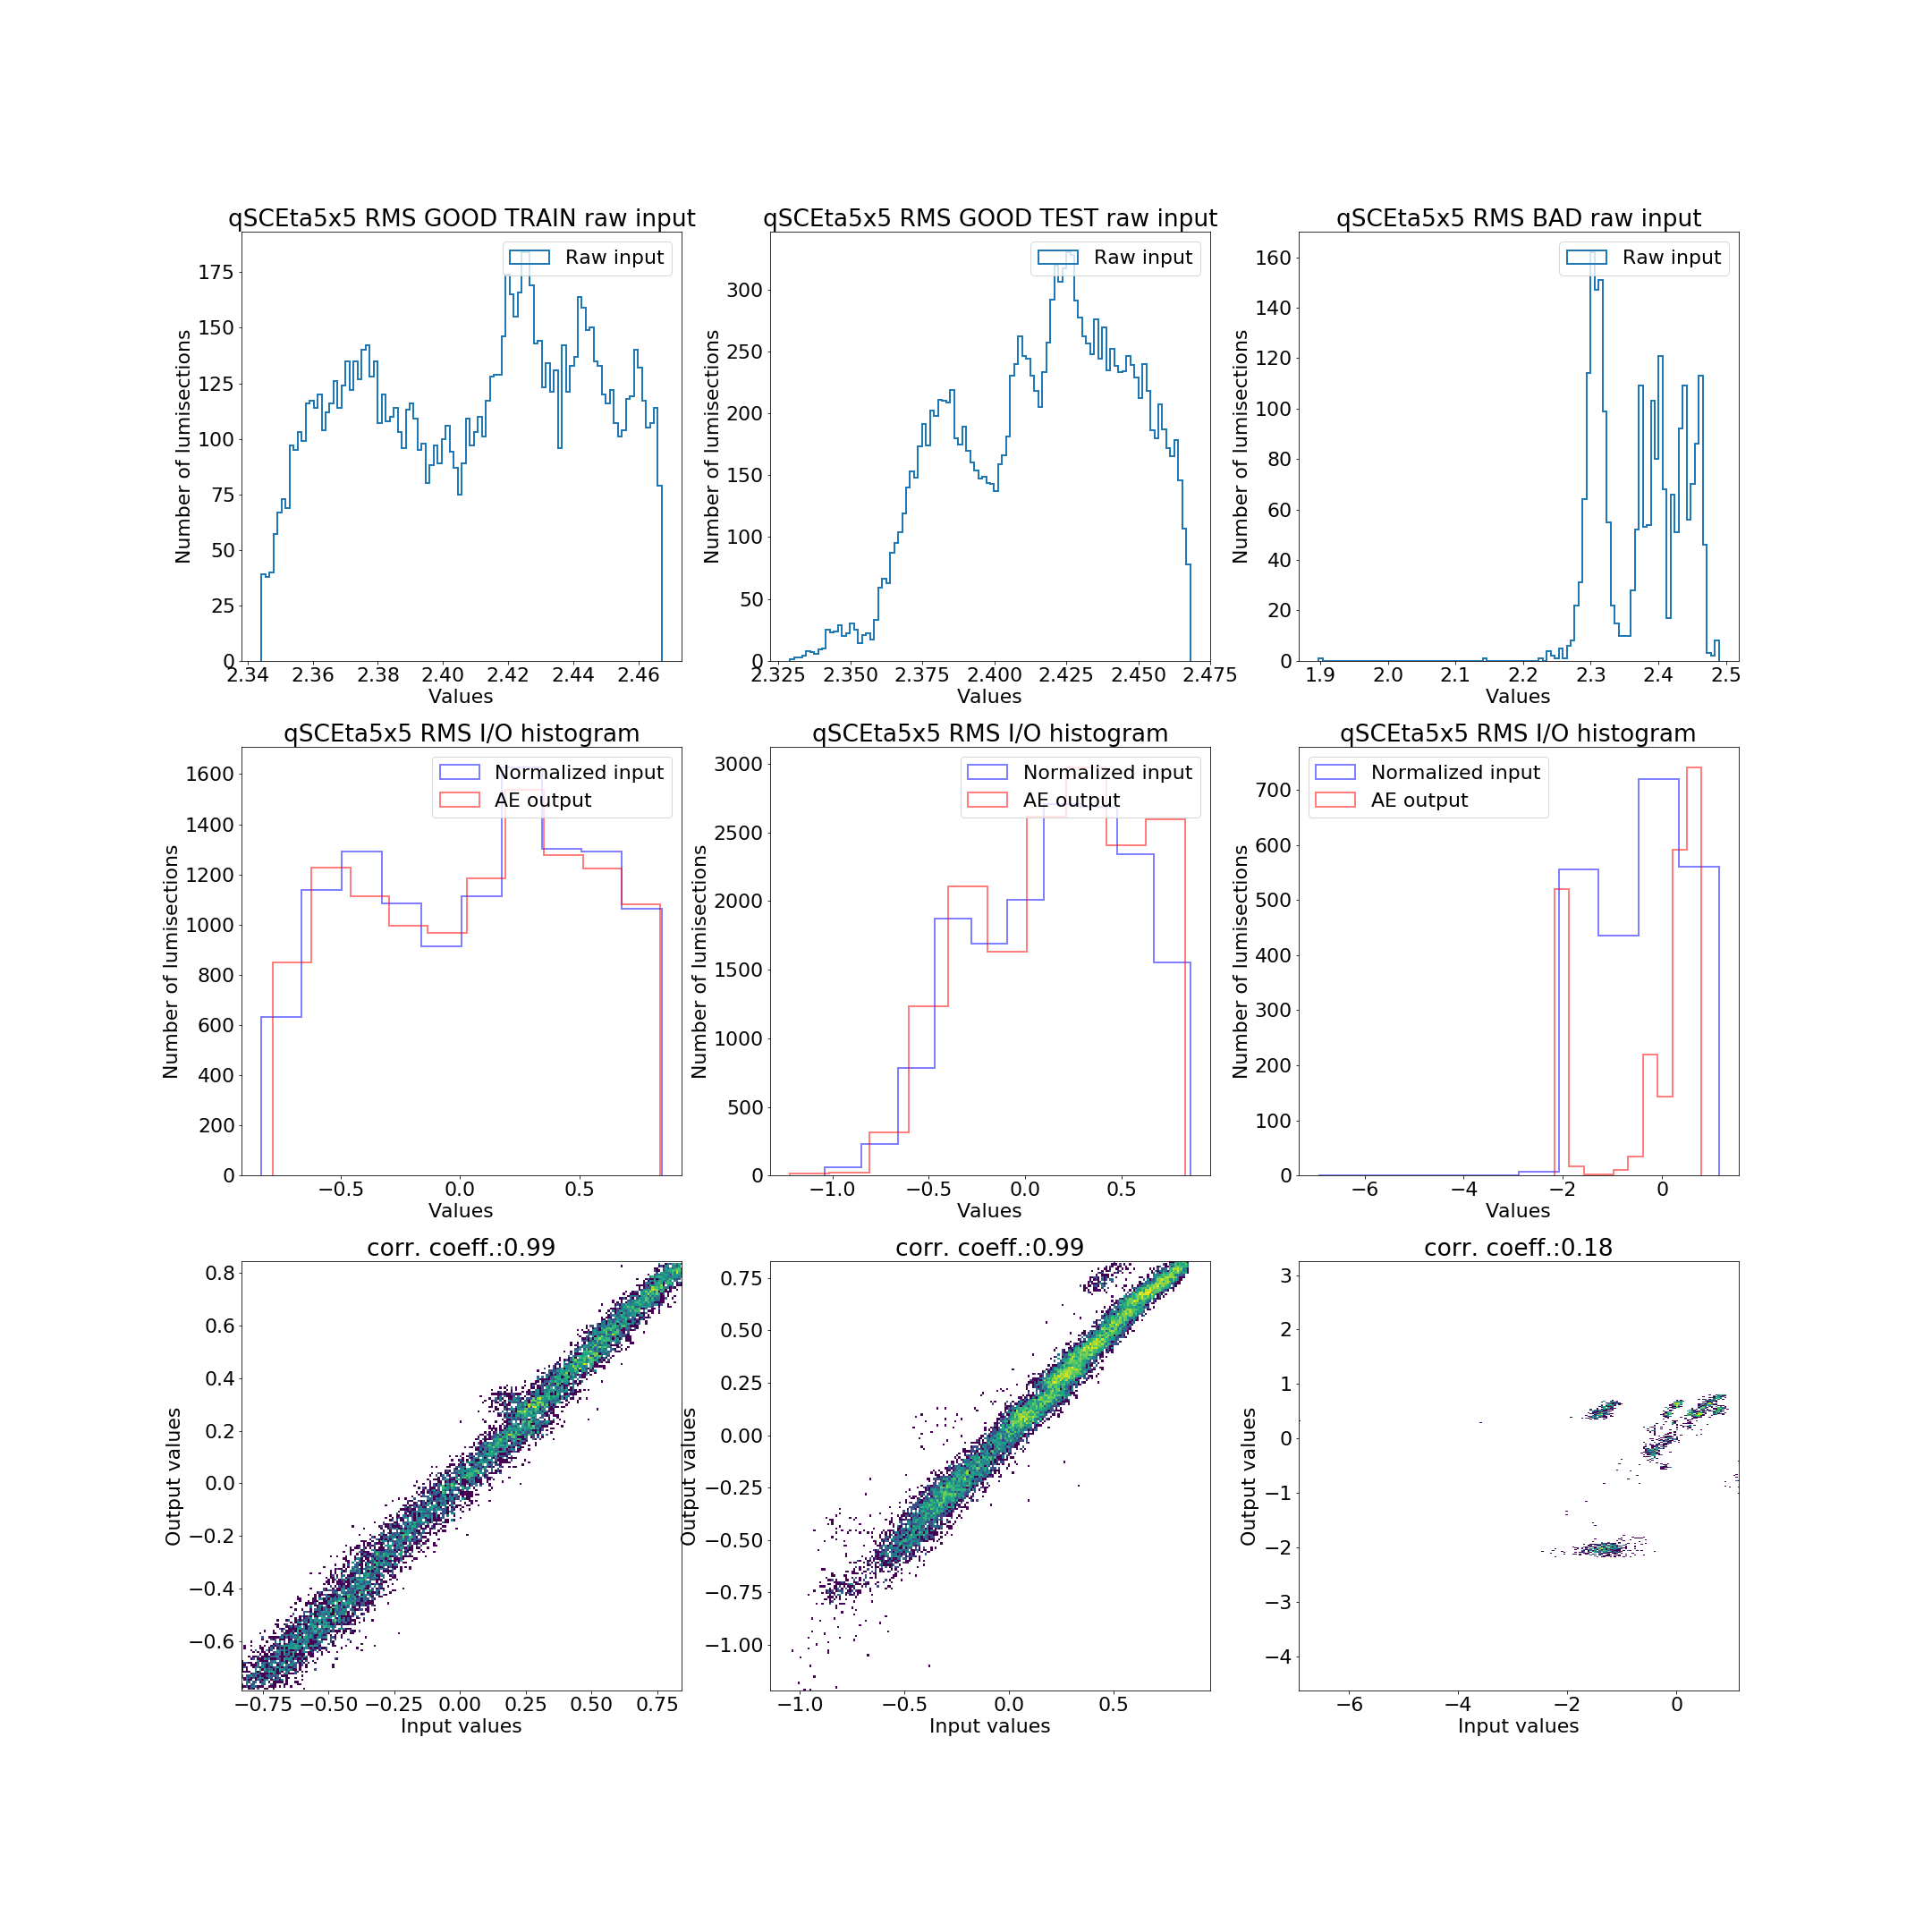 qSCEta5x5 RMS GOOD TRAIN raw input
Raw input
Number of lumisections
175
150
125
100
75
50
25
0
2.34 2.36 2.38 2.40 2.42 2.44 2.46
Values
qSCEta5x5 RMS GOOD TEST raw input
Raw input
Number of lumisections
300
250
200
150
100
50
0
2.325 2.350 2.375 2.400 2.425 2.450 2.475
Values
qSCEta5x5 RMS BAD raw input
Raw input
Number of lumisections
160
140
120
100
80
60
40
20
0
1.9 2.0 2.1 2.2 2.3 2.4 2.5
Values
qSCEta5x5 RMS I/O histogram
Normalized input
AE output
Number of lumisections
1600
1400
1200
1000
800
600
400
200
0
−0.5 0.0 0.5
Values
qSCEta5x5 RMS I/O histogram
Normalized input
AE output
Number of lumisections
3000
2500
2000
1500
1000
500
0
−1.0 −0.5 0.0 0.5
Values
qSCEta5x5 RMS I/O histogram
Normalized input
AE output
Number of lumisections
700
600
500
400
300
200
100
0
−6 −4 −2 0
Values
corr. coeff.:0.99
Output values
0.8
0.6
0.4
0.2
0.0
−0.2
−0.4
−0.6
−0.75 −0.50 −0.25 0.00 0.25 0.50 0.75
Input values
corr. coeff.:0.99
Output values
0.75
0.50
0.25
0.00
−0.25
−0.50
−0.75
−1.00
−1.0 −0.5 0.0 0.5
Input values
corr. coeff.:0.18
Output values
3
2
1
0
−1
−2
−3
−4
−6 −4 −2 0
Input values